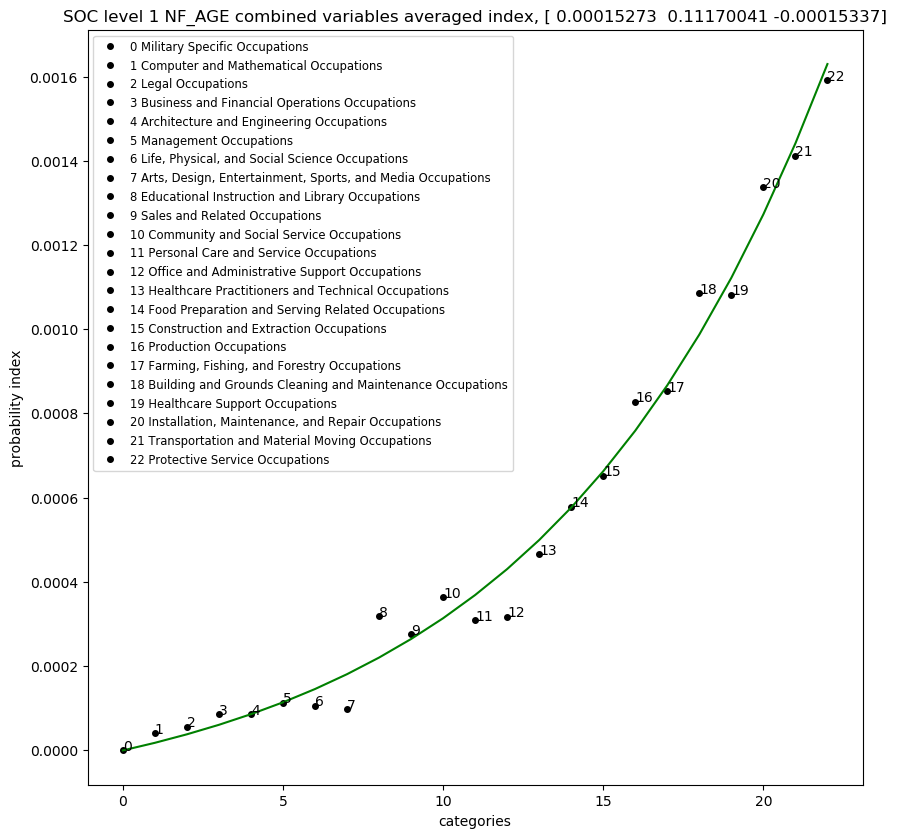 SOC level 1 NF_AGE combined variables averaged index, [ 0.00015273  0.11170041 -0.00015337]
0 Military Specific Occupations
1 Computer and Mathematical Occupations
2 Legal Occupations
3 Business and Financial Operations Occupations
4 Architecture and Engineering Occupations
5 Management Occupations
6 Life, Physical, and Social Science Occupations
7 Arts, Design, Entertainment, Sports, and Media Occupations
8 Educational Instruction and Library Occupations
9 Sales and Related Occupations
10 Community and Social Service Occupations
11 Personal Care and Service Occupations
12 Office and Administrative Support Occupations
13 Healthcare Practitioners and Technical Occupations
14 Food Preparation and Serving Related Occupations
15 Construction and Extraction Occupations
16 Production Occupations
17 Farming, Fishing, and Forestry Occupations
18 Building and Grounds Cleaning and Maintenance Occupations
19 Healthcare Support Occupations
20 Installation, Maintenance, and Repair Occupations
21 Transportation and Material Moving Occupations
22 Protective Service Occupations
probability index
0.0016
0.0014
0.0012
0.0010
0.0008
0.0006
0.0004
0.0002
0.0000
0
1
2
3
4
5
6
7
8
9
10
11
12
13
14
15
16
17
18
19
20
21
22
0
5
10
15
20
categories